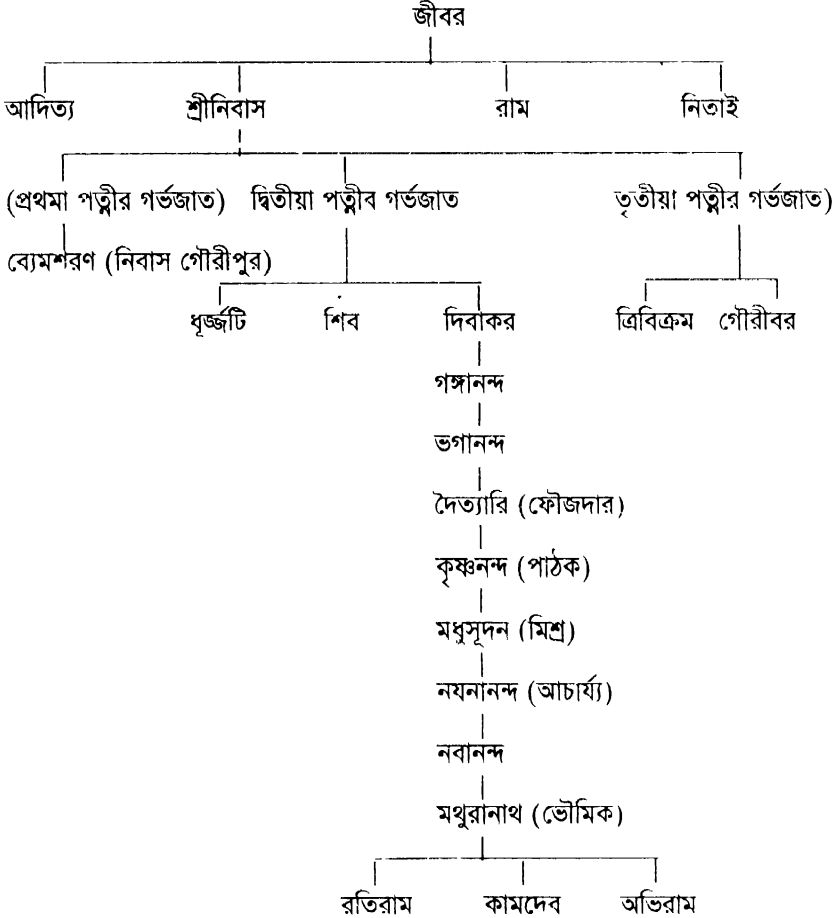 জীবর
আদিত্য শ্রীনিবাস রাম নিতাই
(প্রথমা পত্নীর গর্ভজাত) দ্বিতীয়া পত্নীব গর্ভজাত তৃতীয়া পত্নীর গর্ভজাত)
ব্যেমশরণ (নিবাস গৌরীপুর)
ধূর্জ্জটি শিব দিবাকর ত্রিবিক্রম গৌরীবর
গঙ্গানন্দ
ভগানন্দ
দৈত্যারি (ফৌজদার)
কৃষ্ণনন্দ (পাঠক)
মধুসূদন (মিশ্র)
নযনানন্দ (আচার্য্য)
নবানন্দ
মথুরানাথ (ভৌমিক)
রতিরাম কামদেব অভিরাম